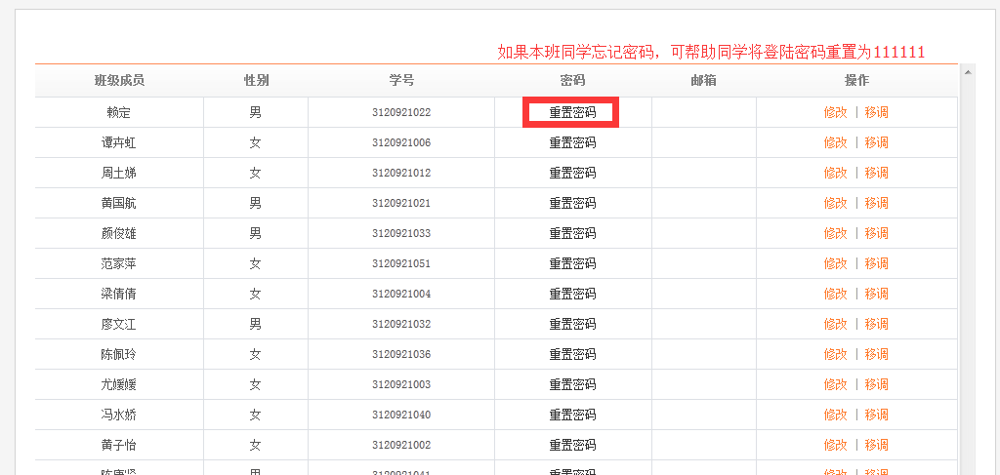 如果本班同学忘记密码，可帮助同学将登陆密码重置为111111
班级成员 性别 学号 密码 邮箱 操作
赖定 男 3120921022 重置密码 修改 | 移调
谭卉虹 女 3120921006 重置密码 修改 | 移调
周土娣 女 3120921012 重置密码 修改 | 移调
黄国航 男 3120921021 重置密码 修改 | 移调
颜俊雄 男 3120921033 重置密码 修改 | 移调
范家萍 女 3120921051 重置密码 修改 | 移调
梁倩倩 女 3120921004 重置密码 修改 | 移调
廖文江 男 3120921032 重置密码 修改 | 移调
陈佩玲 女 3120921036 重置密码 修改 | 移调
尤媛媛 女 3120921003 重置密码 修改 | 移调
冯水娇 女 3120921040 重置密码 修改 | 移调
黄子怡 女 3120921002 重置密码 修改 | 移调
男 3120921041 重置密码 修改 | 移调